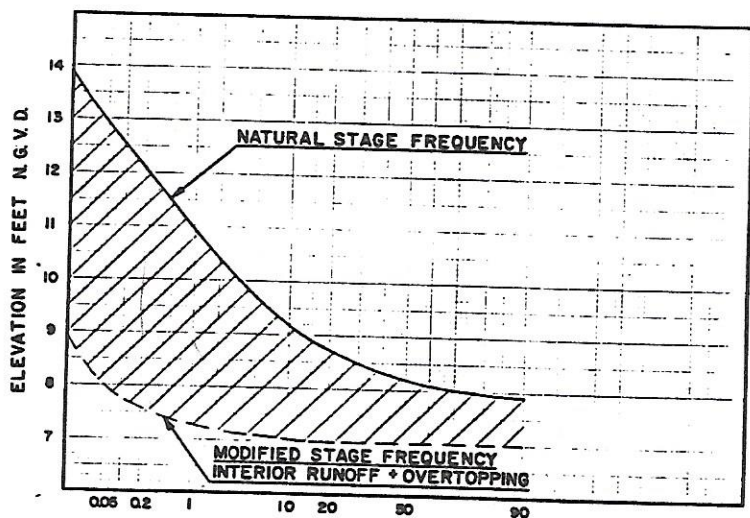 14
13
NATURAL STAGE FREQUENCY
12
11
10
9
8
7
MODIFIED STAGE FREQUENCY
INTERIOR RUNOFF + OVERTOPPING
ELEVATION IN FEET N.G.V.D.
0.05 0.2 1 10 20 50 90